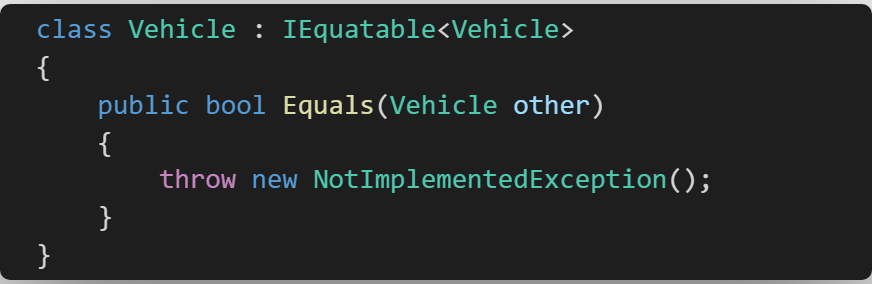 class Vehicle : IEquatable<Vehicle>
{
    public bool Equals(Vehicle other)
    {
        throw new NotImplementedException();
    }
}